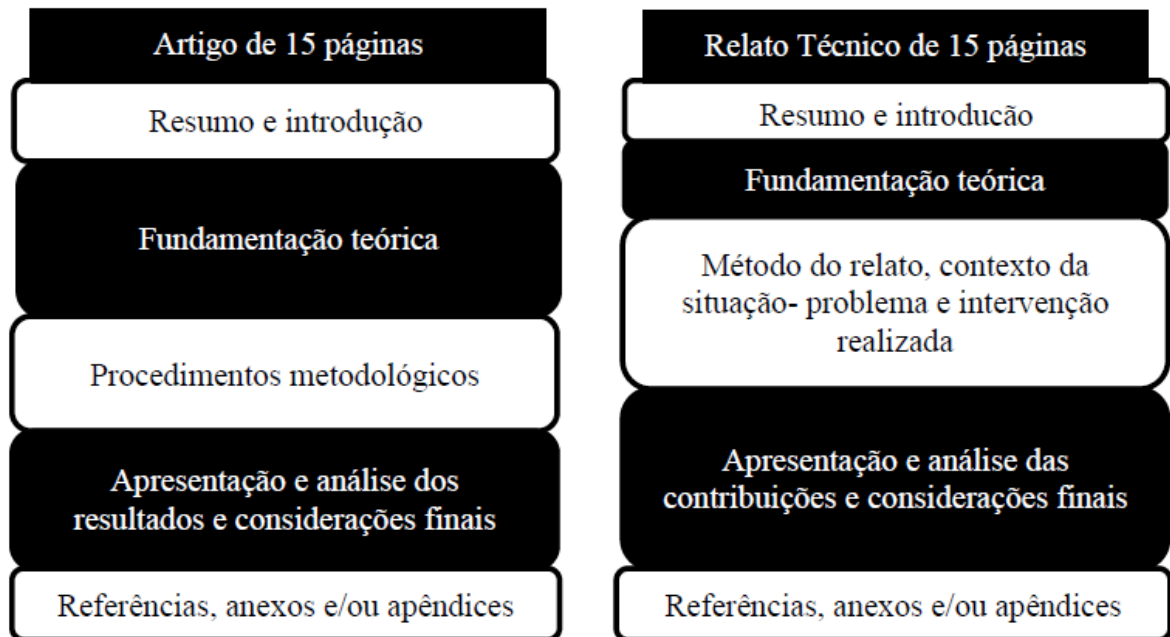 Artigo de 15 páginas
Resumo e introdução
Fundamentação teórica
Procedimentos metodológicos
Apresentação e análise dos
resultados e considerações finais
Referências, anexos e/ou apêndices
Relato Técnico de 15 páginas
Resumo e introducão
Fundamentação teórica
Método do relato, contexto da
situação- problema e intervenção
realizada
Apresentação e análise das
contribuições e considerações finais
Referências, anexos e/ou apêndices